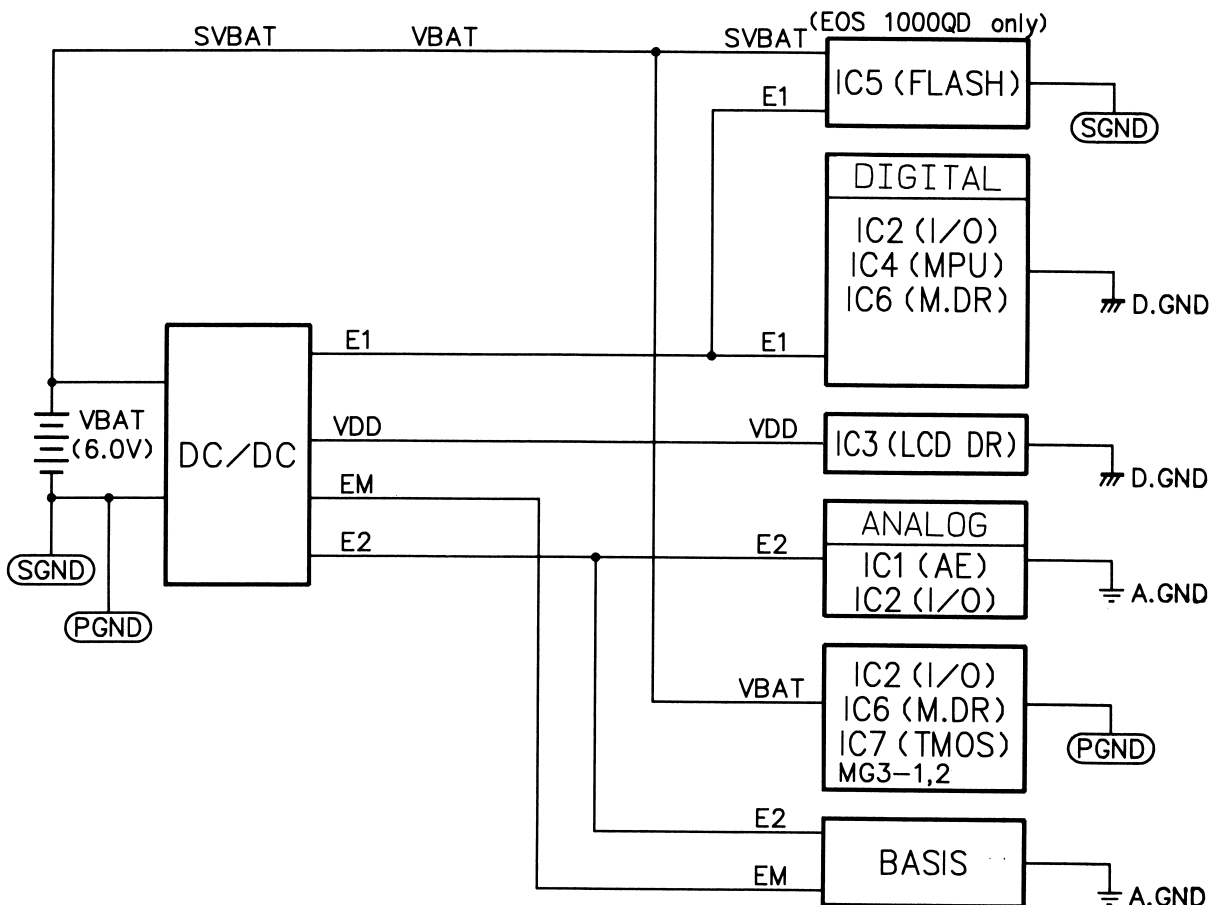 (EOS 1000QD only)
SVBAT VBAT SVBAT
IC5 (FLASH)
E1
SGND
DIGITAL
IC2 (I/O)
IC4 (MPU)
IC6 (M.DR)
D.GND
E1 E1
VBAT
(6.0V)
DC/DC
VDD VDD
IC3 (LCD DR)
D.GND
EM
E2 E2
ANALOG
IC1 (AE)
IC2 (I/O)
A.GND
SGND
PGND
VBAT
IC2 (I/O)
IC6 (M.DR)
IC7 (TMOS)
MG3-1,2
PGND
E2
EM
BASIS
A.GND